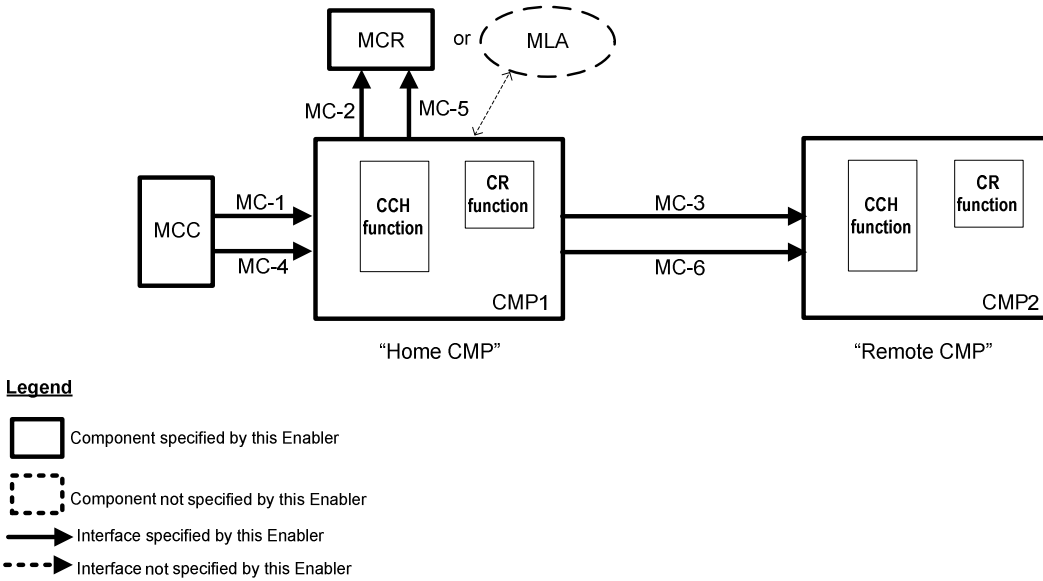 MCR
or
MLA
MC-2
MC-5
MCC
MC-1
MC-4
CCH
function
CR
function
CMP1
MC-3
MC-6
CCH
function
CR
function
CMP2
“Home CMP”
“Remote CMP”
Legend
Component specified by this Enabler
Component not specified by this Enabler
Interface specified by this Enabler
Interface not specified by this Enabler